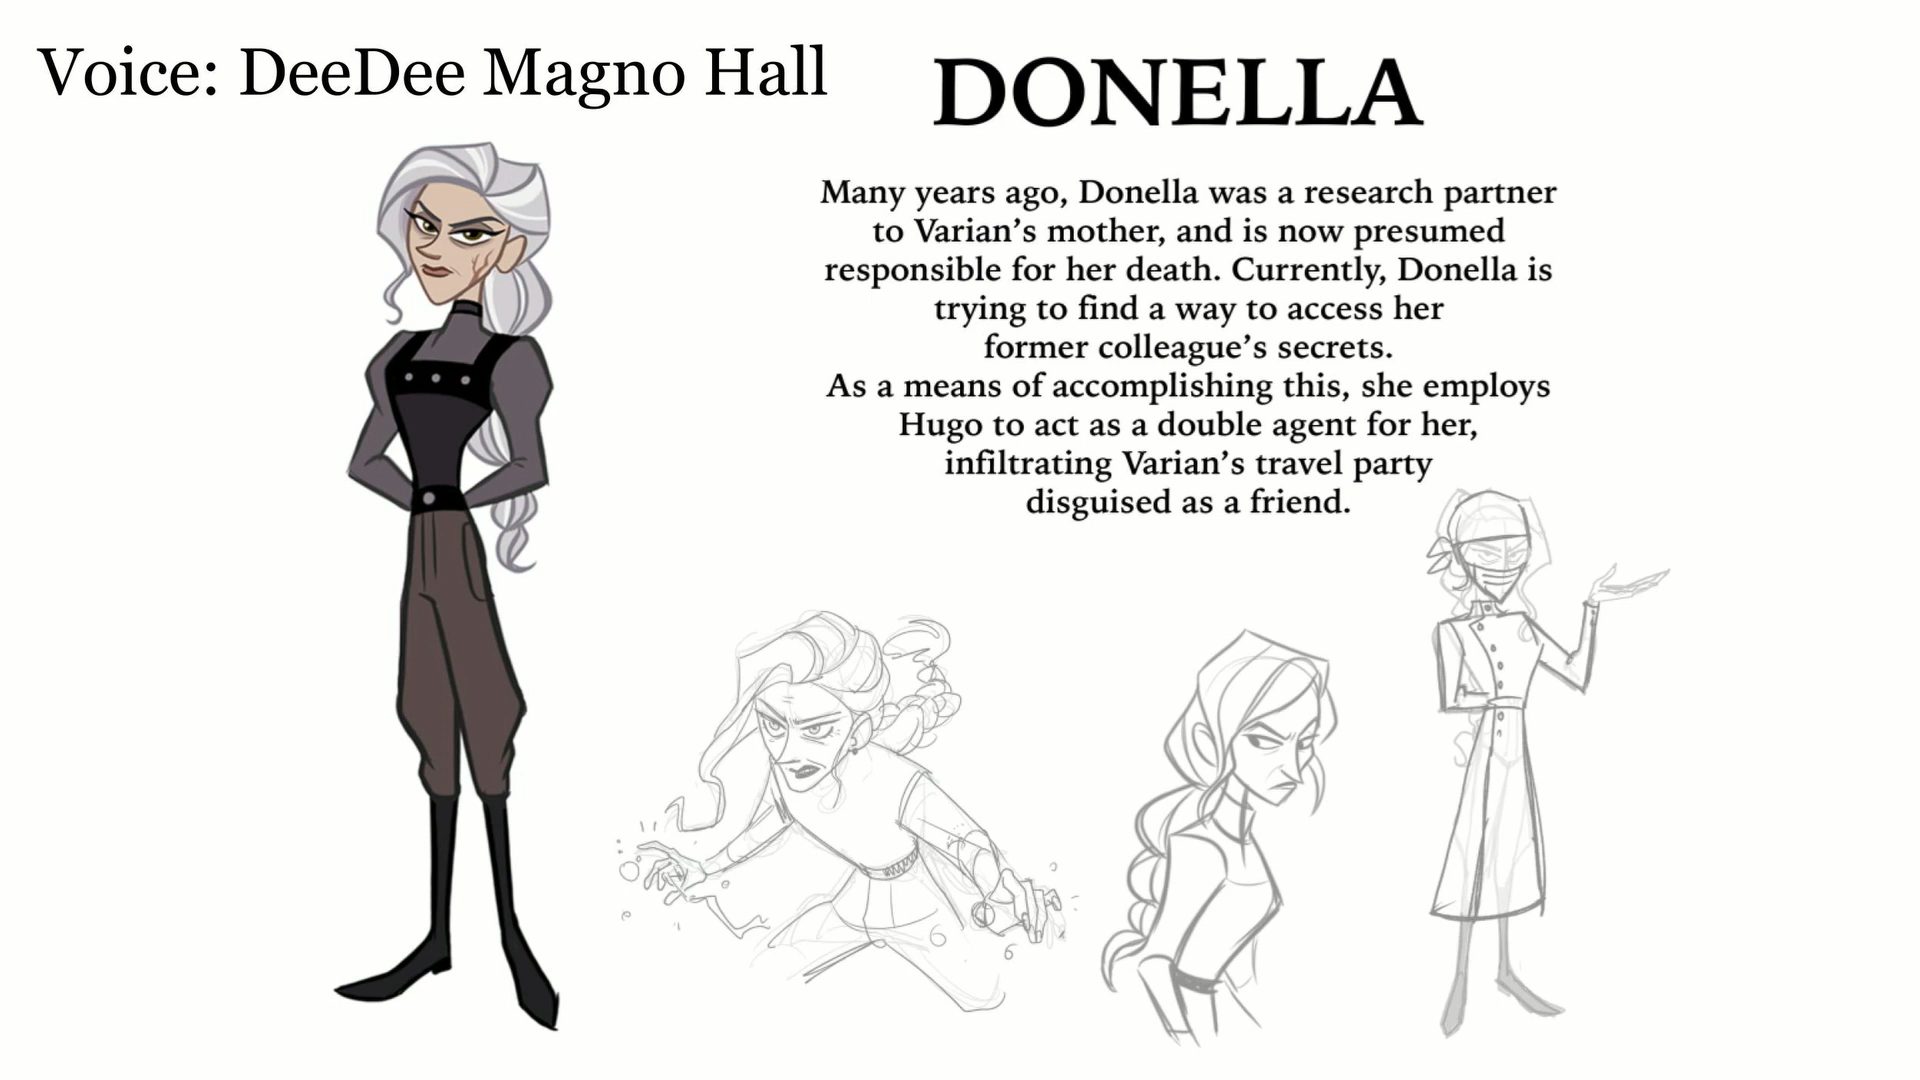 Voice: DeeDee Magno Hall
DONELLA
Many years ago, Donella was a research partner
to Varian’s mother, and is now presumed
responsible for her death. Currently, Donella is
trying to find a way to access her
former colleague’s secrets.
As a means of accomplishing this, she employs
Hugo to act as a double agent for her,
infiltrating Varian’s travel party
disguised as a friend.